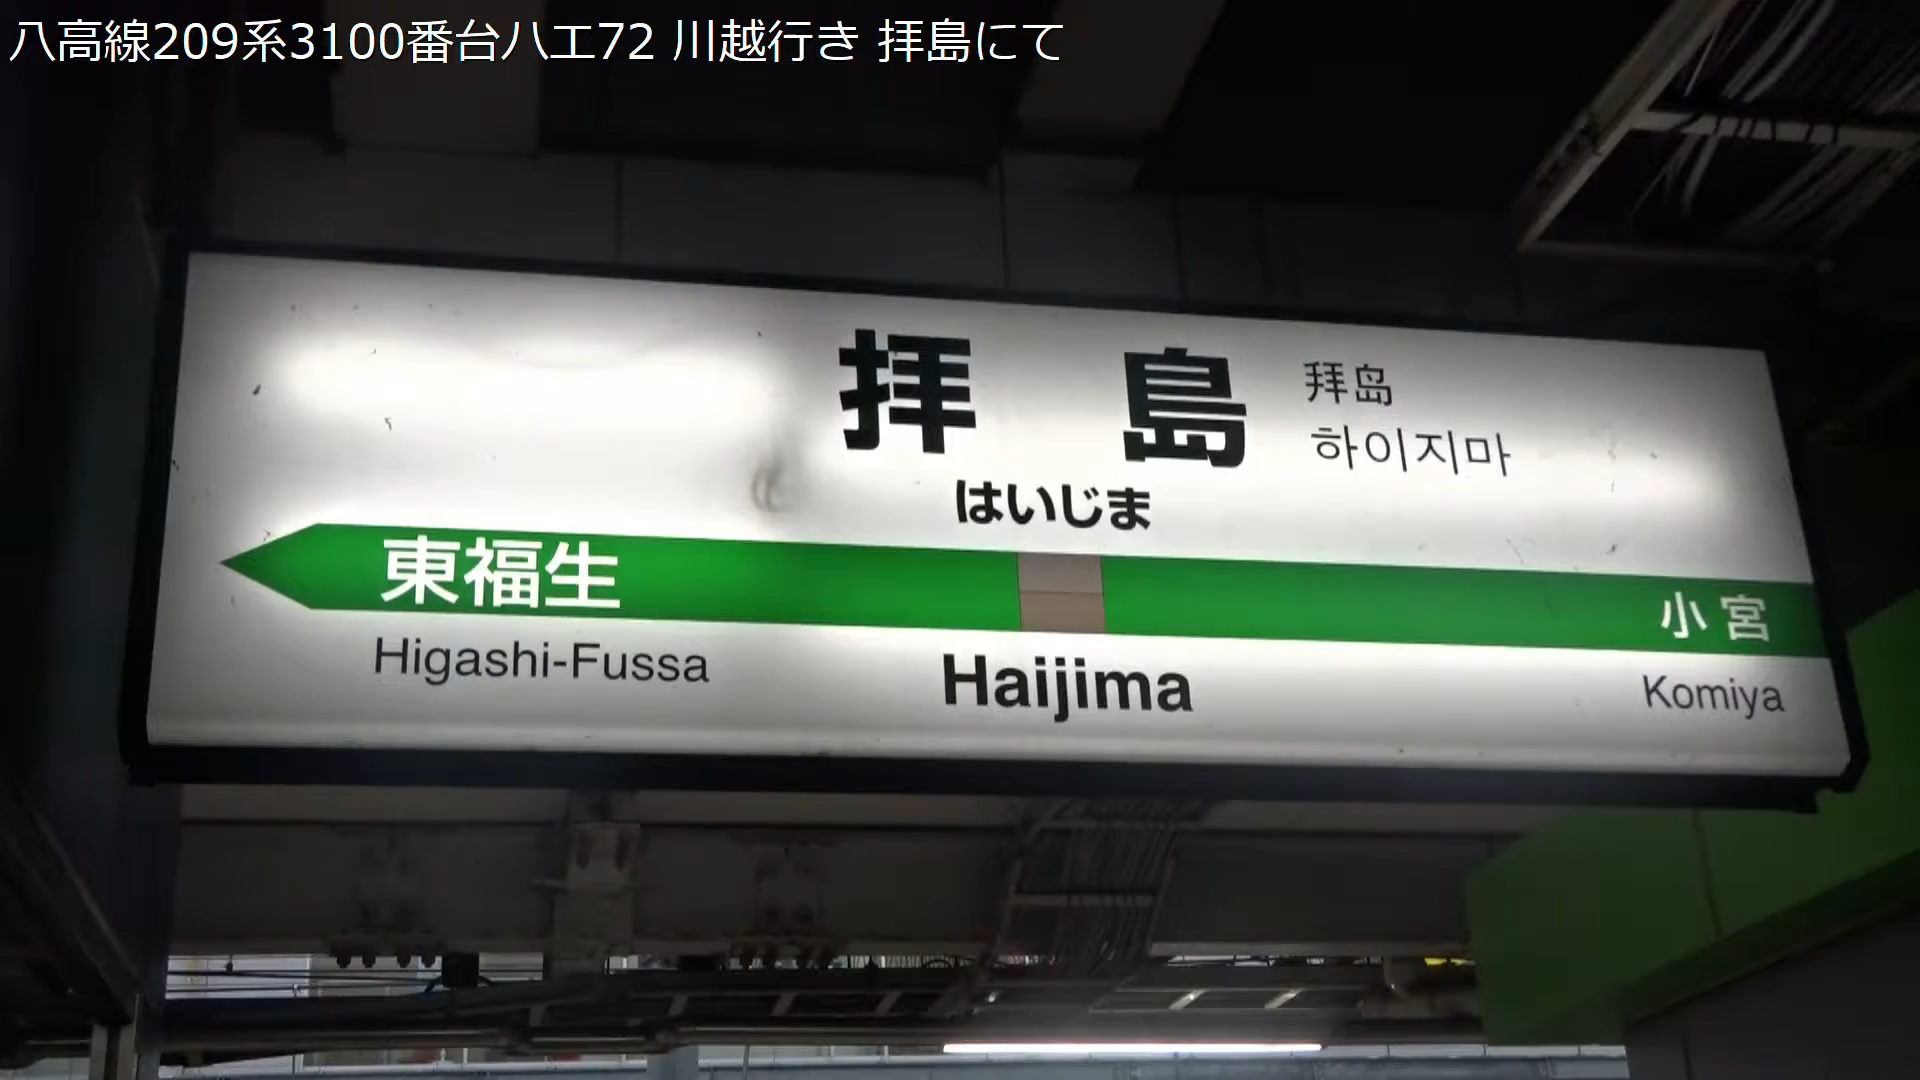 八高線209系3100番台ハエ72 川越行き 拝島にて
拝島
拜岛
하이지마
はいじま
東福生
小宮
Higashi-Fussa
Haijima
Komiya